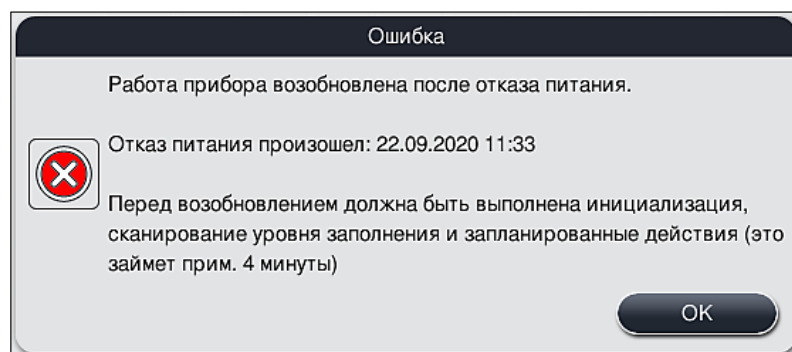 Ошибка
Работа прибора возобновлена после отказа питания.
Отказ питания произошел: 22.09.2020 11:33
Перед возобновлением должна быть выполнена инициализация,
сканирование уровня заполнения и запланированные действия (это
займет прим. 4 минуты)
OK